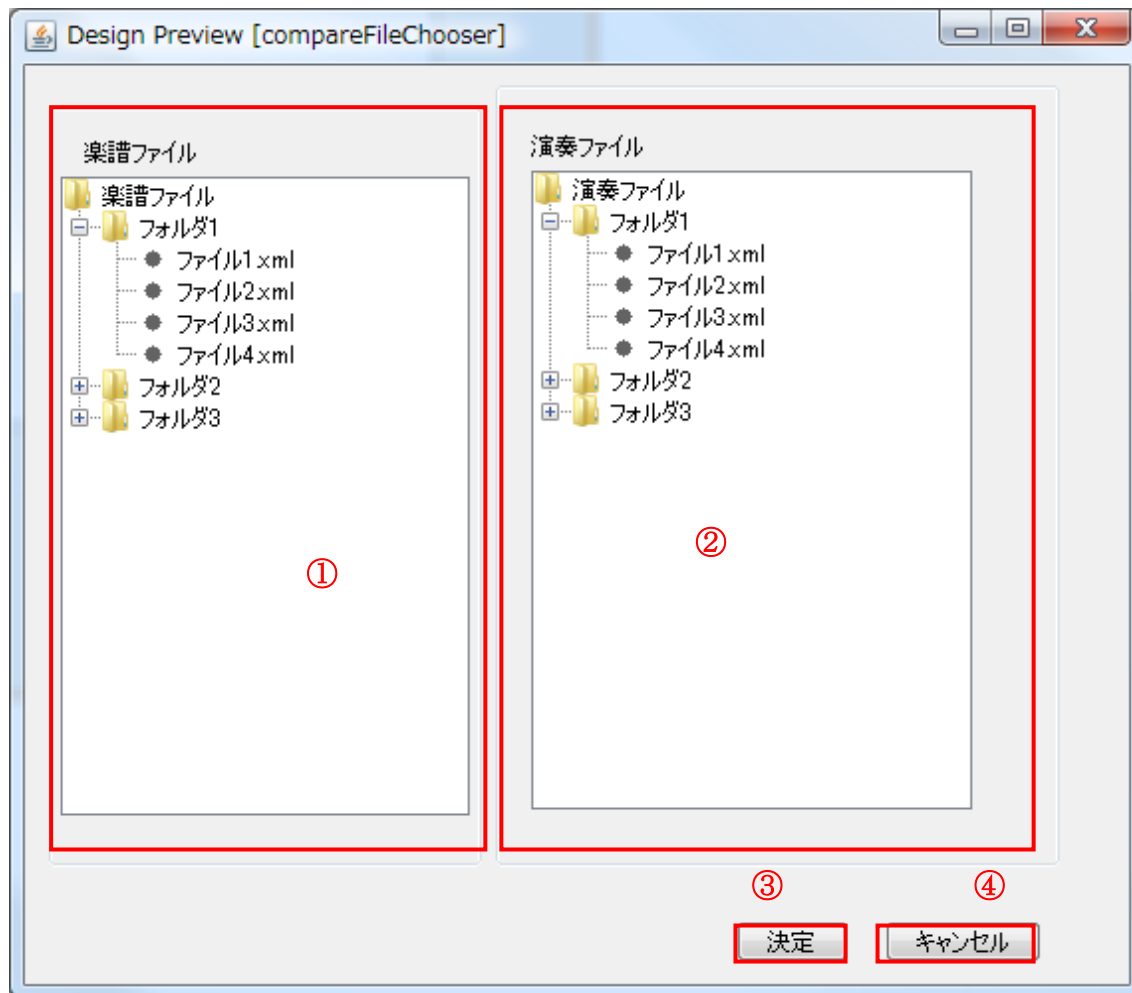 Design Preview [compareFileChooser]
楽譜ファイル
楽譜ファイル
フォルダ1
ファイル1.xml
ファイル2.xml
ファイル3.xml
ファイル4.xml
フォルダ2
フォルダ3
①
演奏ファイル
演奏ファイル
フォルダ1
ファイル1.xml
ファイル2.xml
ファイル3.xml
ファイル4.xml
フォルダ2
フォルダ3
②
③
④
決定
キャンセル